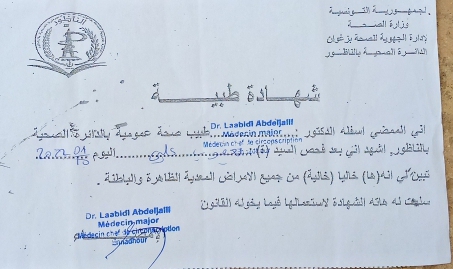 الجمهورية التونسية
وزارة الصحة
الإدارة الجهوية للصحة بزغوان
الدائرة الصحية بالناظور
شهادة طبية
Dr. Laabidi Abdeljalil
Médecin major
Médecin chef de circonscription
اني الممضي اسفله الدكتور :............طبيب صحة عمومية بالدائرة الصحية
بالناظور, اشهد اني بعد فحص السيد (ة)............اليوم............
تبين لي انه(ها) خاليا (خالية) من جميع الامراض المعدية الظاهرة والباطنة .
سلمت له هاته الشهادة لاستعمالها فيما يخوله القانون
Dr. Laabidi Abdeljalil
Médecin major
Médecin chef de circonscription
Ennadhour